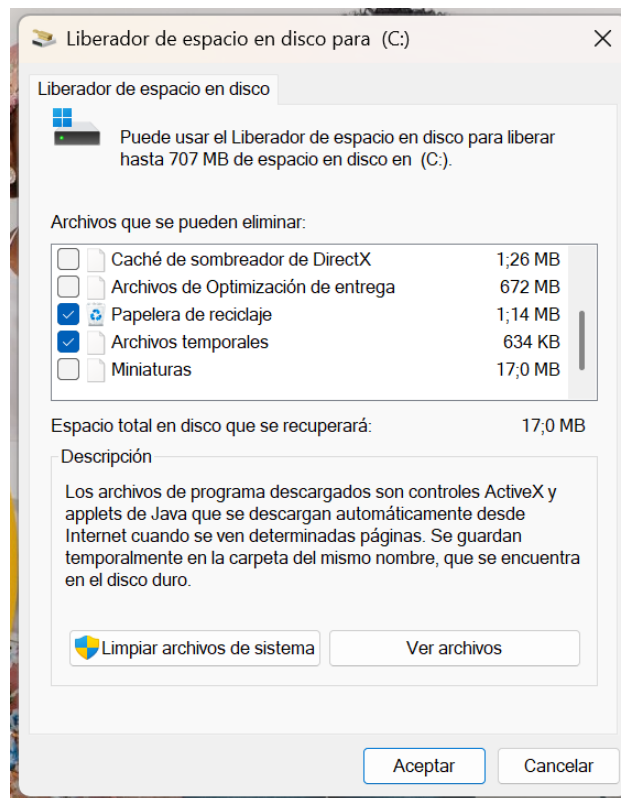 Liberador de espacio en disco para (C:)
Liberador de espacio en disco
Puede usar el Liberador de espacio en disco para liberar
hasta 707 MB de espacio en disco en (C:).
Archivos que se pueden eliminar:
Caché de sombreador de DirectX 1;26 MB
Archivos de Optimización de entrega 672 MB
Papelera de reciclaje 1;14 MB
Archivos temporales 634 KB
Miniaturas 17;0 MB
Espacio total en disco que se recuperará: 17;0 MB
Descripción
Los archivos de programa descargados son controles ActiveX y
applets de Java que se descargan automáticamente desde
Internet cuando se ven determinadas páginas. Se guardan
temporalmente en la carpeta del mismo nombre, que se encuentra
en el disco duro.
Limpiar archivos de sistema Ver archivos
Aceptar Cancelar